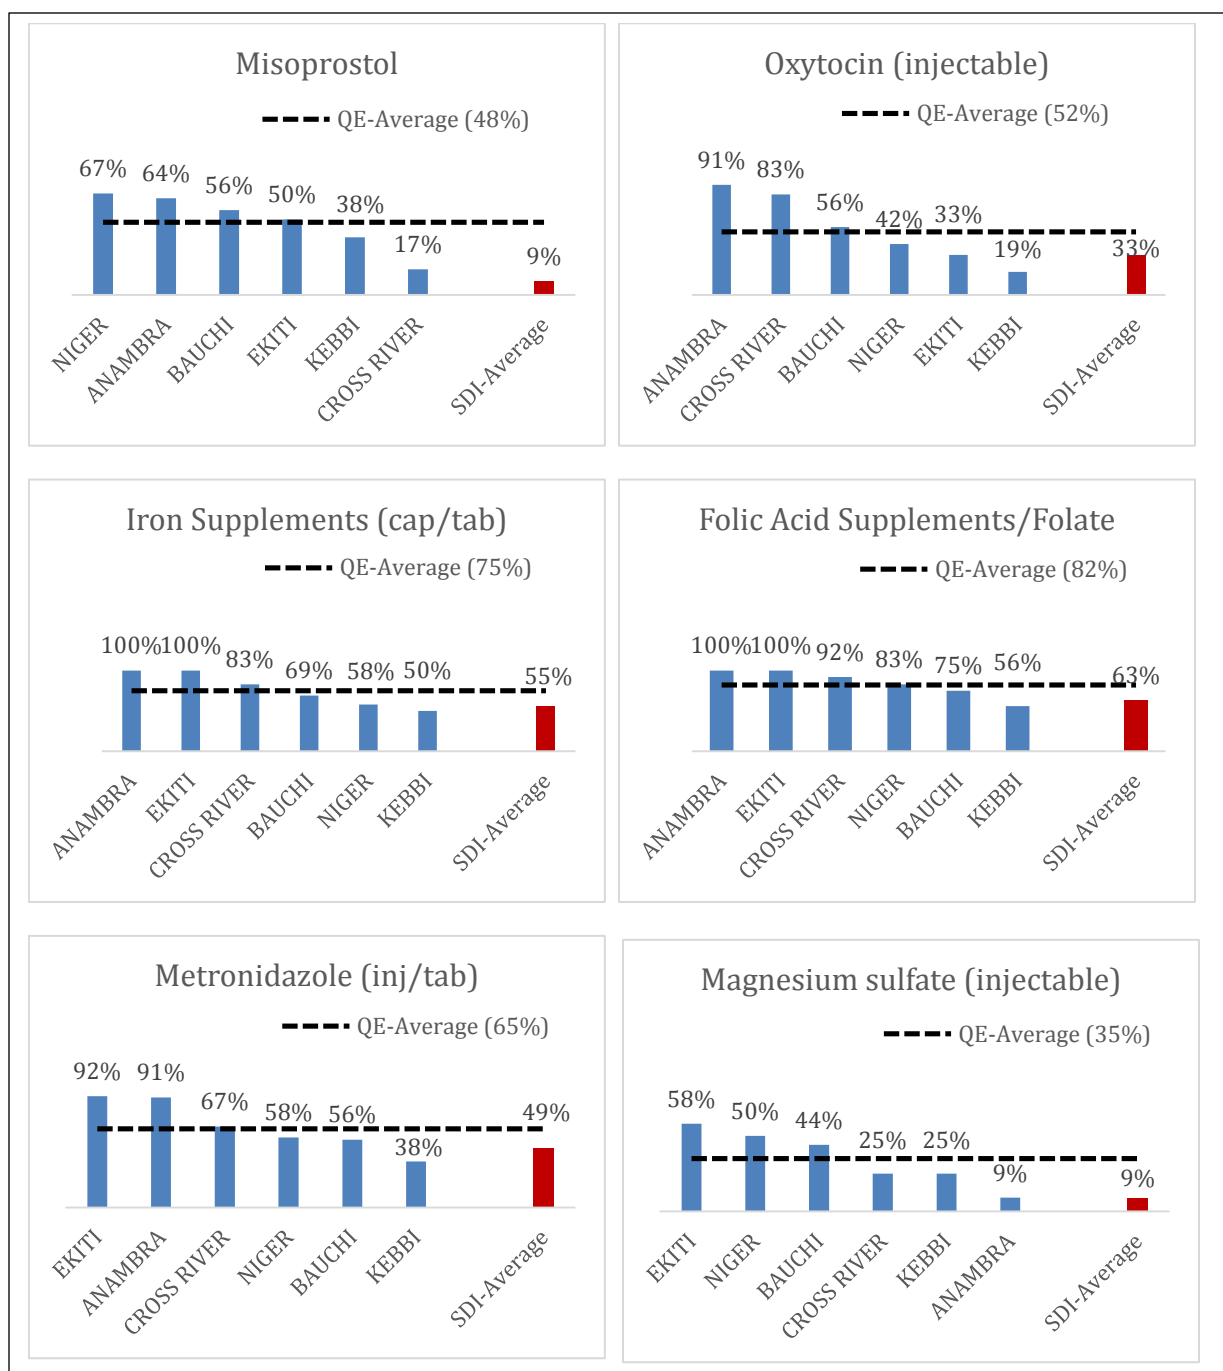 Misoprostol
QE-Average (48%)
67%
64%
56%
50%
38%
17%
9%
NIGER
ANAMBRA
BAUCHI
EKITI
KEBBI
CROSS RIVER
SDI-Average
Oxytocin (injectable)
QE-Average (52%)
91%
83%
56%
42%
33%
19%
33%
ANAMBRA
CROSS RIVER
BAUCHI
NIGER
EKITI
KEBBI
SDI-Average
Iron Supplements (cap/tab)
QE-Average (75%)
100%
100%
83%
69%
58%
50%
55%
ANAMBRA
EKITI
CROSS RIVER
BAUCHI
NIGER
KEBBI
SDI-Average
Folic Acid Supplements/Folate
QE-Average (82%)
100%
100%
92%
83%
75%
56%
63%
ANAMBRA
EKITI
CROSS RIVER
NIGER
BAUCHI
KEBBI
SDI-Average
Metronidazole (inj/tab)
QE-Average (65%)
92%
91%
67%
58%
56%
38%
49%
EKITI
ANAMBRA
CROSS RIVER
NIGER
BAUCHI
KEBBI
SDI-Average
Magnesium sulfate (injectable)
QE-Average (35%)
58%
50%
44%
25%
25%
9%
9%
EKITI
NIGER
BAUCHI
CROSS RIVER
KEBBI
ANAMBRA
SDI-Average